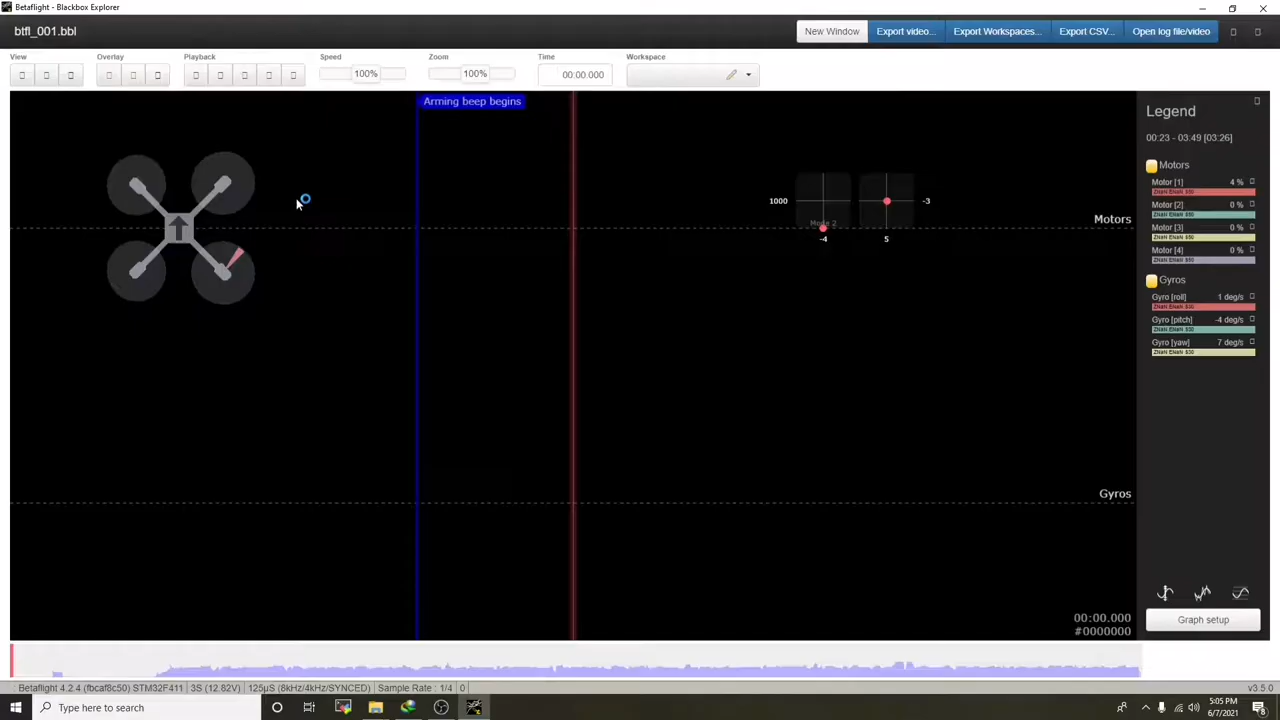 Betaflight - Blackbox Explorer
btfl_001.bbl
New Window
Export video...
Export Workspaces...
Export CSV...
Open log file/video
View
Overlay
Playback
Speed
Zoom
Time
Workspace
100%
100%
00:00.000
Arming beep begins
Legend
00:23 - 03:49 [03:26]
Motors
Motor [1] 4 %
Motor [2] 0 %
Motor [3] 0 %
Motor [4] 0 %
Gyros
Gyro [roll] 1 deg/s
Gyro [pitch] -4 deg/s
Gyro [yaw] 7 deg/s
1000
Mode 2
-3
-4
5
Motors
Gyros
00:00.000
#0000000
Graph setup
Betaflight 4.2.4 (fbcaf8c50) STM32F411 3S (12.82V) 125µS (8kHz/4kHz/SYNCED) Sample Rate : 1/4 0
v3.5.0
Type here to search
5:05 PM
6/7/2021